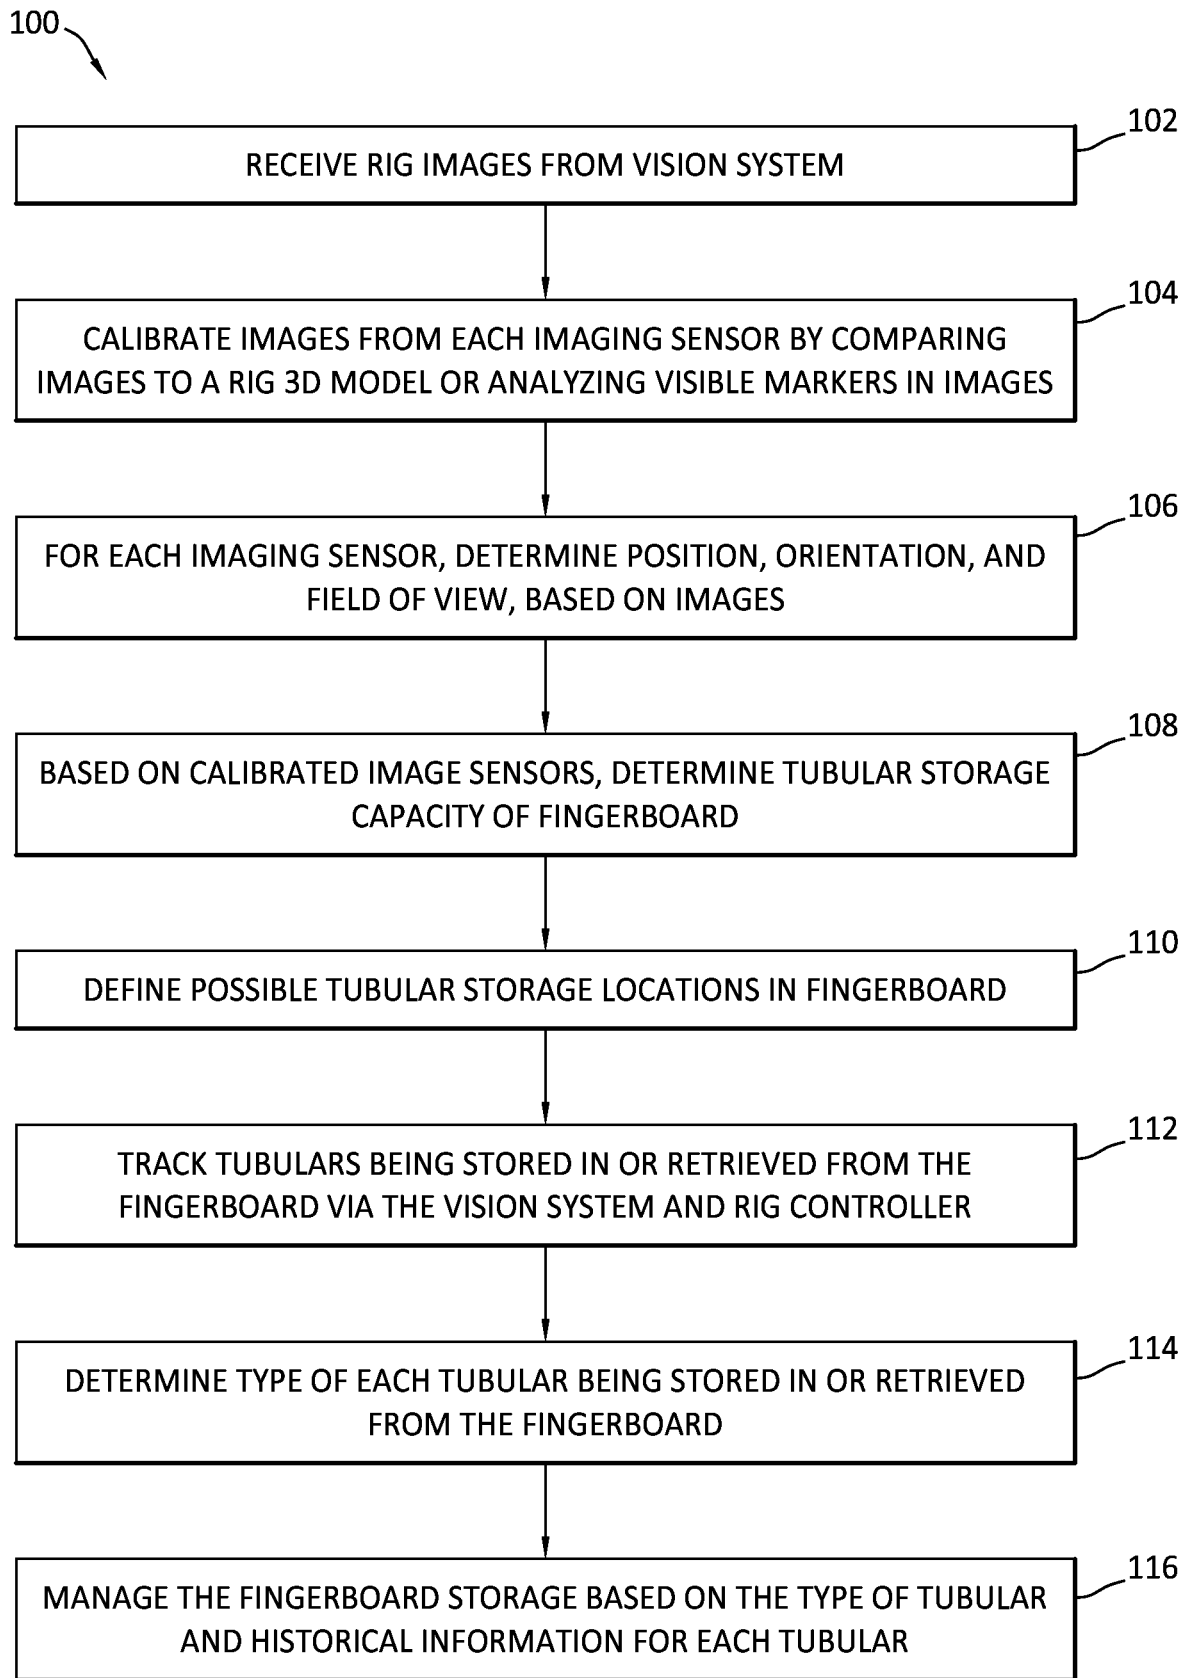 100
102
RECEIVE RIG IMAGES FROM VISION SYSTEM
104
CALIBRATE IMAGES FROM EACH IMAGING SENSOR BY COMPARING
IMAGES TO A RIG 3D MODEL OR ANALYZING VISIBLE MARKERS IN IMAGES
106
FOR EACH IMAGING SENSOR, DETERMINE POSITION, ORIENTATION, AND
FIELD OF VIEW, BASED ON IMAGES
108
BASED ON CALIBRATED IMAGE SENSORS, DETERMINE TUBULAR STORAGE
CAPACITY OF FINGERBOARD
110
DEFINE POSSIBLE TUBULAR STORAGE LOCATIONS IN FINGERBOARD
112
TRACK TUBULARS BEING STORED IN OR RETRIEVED FROM THE
FINGERBOARD VIA THE VISION SYSTEM AND RIG CONTROLLER
114
DETERMINE TYPE OF EACH TUBULAR BEING STORED IN OR RETRIEVED
FROM THE FINGERBOARD
116
MANAGE THE FINGERBOARD STORAGE BASED ON THE TYPE OF TUBULAR
AND HISTORICAL INFORMATION FOR EACH TUBULAR